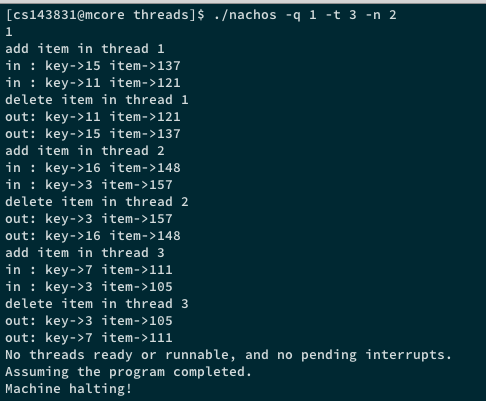 [cs143831@mcore threads]$ ./nachos -q 1 -t 3 -n 2
1
add item in thread 1
in : key->15 item->137
in : key->11 item->121
delete item in thread 1
out: key->11 item->121
out: key->15 item->137
add item in thread 2
in : key->16 item->148
in : key->3 item->157
delete item in thread 2
out: key->3 item->157
out: key->16 item->148
add item in thread 3
in : key->7 item->111
in : key->3 item->105
delete item in thread 3
out: key->3 item->105
out: key->7 item->111
No threads ready or runnable, and no pending interrupts.
Assuming the program completed.
Machine halting!